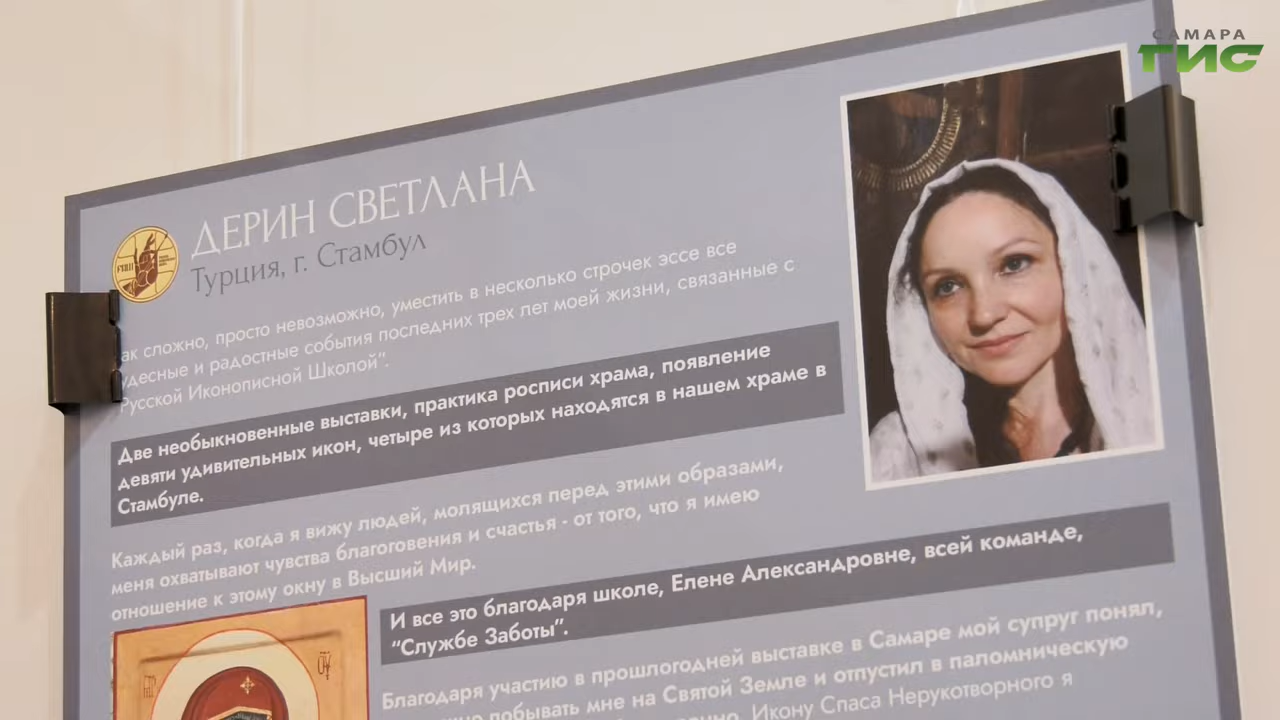 САМАРА
ГИС
ДЕРИН СВЕТЛАНА
Турция, г. Стамбул
ак сложно, просто невозможно, уместить в несколько строчек эссе все
удесные и радостные события последних трех лет моей жизни, связанные с
Русской Иконописной Школой".
Две необыкновенные выставки, практика росписи храма, появление
девяти удивительных икон, четыре из которых находятся в нашем храме в
Стамбуле.
Каждый раз, когда я вижу людей, молящихся перед этими образами,
меня охватывают чувства благоговения и счастья - от того, что я имею
отношение к этому окну в Высший Мир.
И все это благодаря школе, Елене Александровне, всей команде,
“Службе Заботы”.
Благодаря участию в прошлогодней выставке в Самаре мой супруг понял,
побывать мне на Святой Земле и отпустил в паломническую
Икону Спаса Нерукотворного я